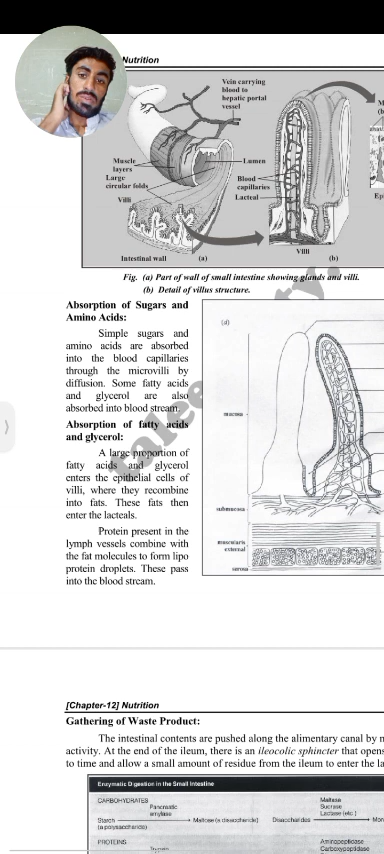 Nutrition
Vein carrying
blood to
hepatic portal
vessel
Muscle
layers
Large
circular folds
Villi
Lumen
Blood
capillaries
Lacteal
Intestinal wall
(a)
Villi
(b)
Fig. (a) Part of wall of small intestine showing glands and villi.
(b) Detail of villus structure.
Absorption of Sugars and
Amino Acids:
Simple sugars and
amino acids are absorbed
into the blood capillaries
through the microvilli by
diffusion. Some fatty acids
and glycerol are also
absorbed into blood stream.
Absorption of fatty acids
and glycerol:
A large proportion of
fatty acids and glycerol
enters the epithelial cells of
villi, where they recombine
into fats. These fats then
enter the lacteals.
Protein present in the
lymph vessels combine with
the fat molecules to form lipo
protein droplets. These pass
into the blood stream.
(a)
mucosa
submucosa
muscularis
external
serosa
[Chapter-12] Nutrition
Gathering of Waste Product:
The intestinal contents are pushed along the alimentary canal by
activity. At the end of the ileum, there is an ileocolic sphincter that opens
to time and allow a small amount of residue from the ileum to enter the
Enzymatic Digestion in the Small Intestine
CARBOHYDRATES
Pancreatic
amylase
Starch
(a polysaccharide)
Maltose (a disaccharide)
Disaccharides
Maltase
Sucrase
Lactase (etc.)
PROTEINS
Aminopeptidase
Carboxypeptidase